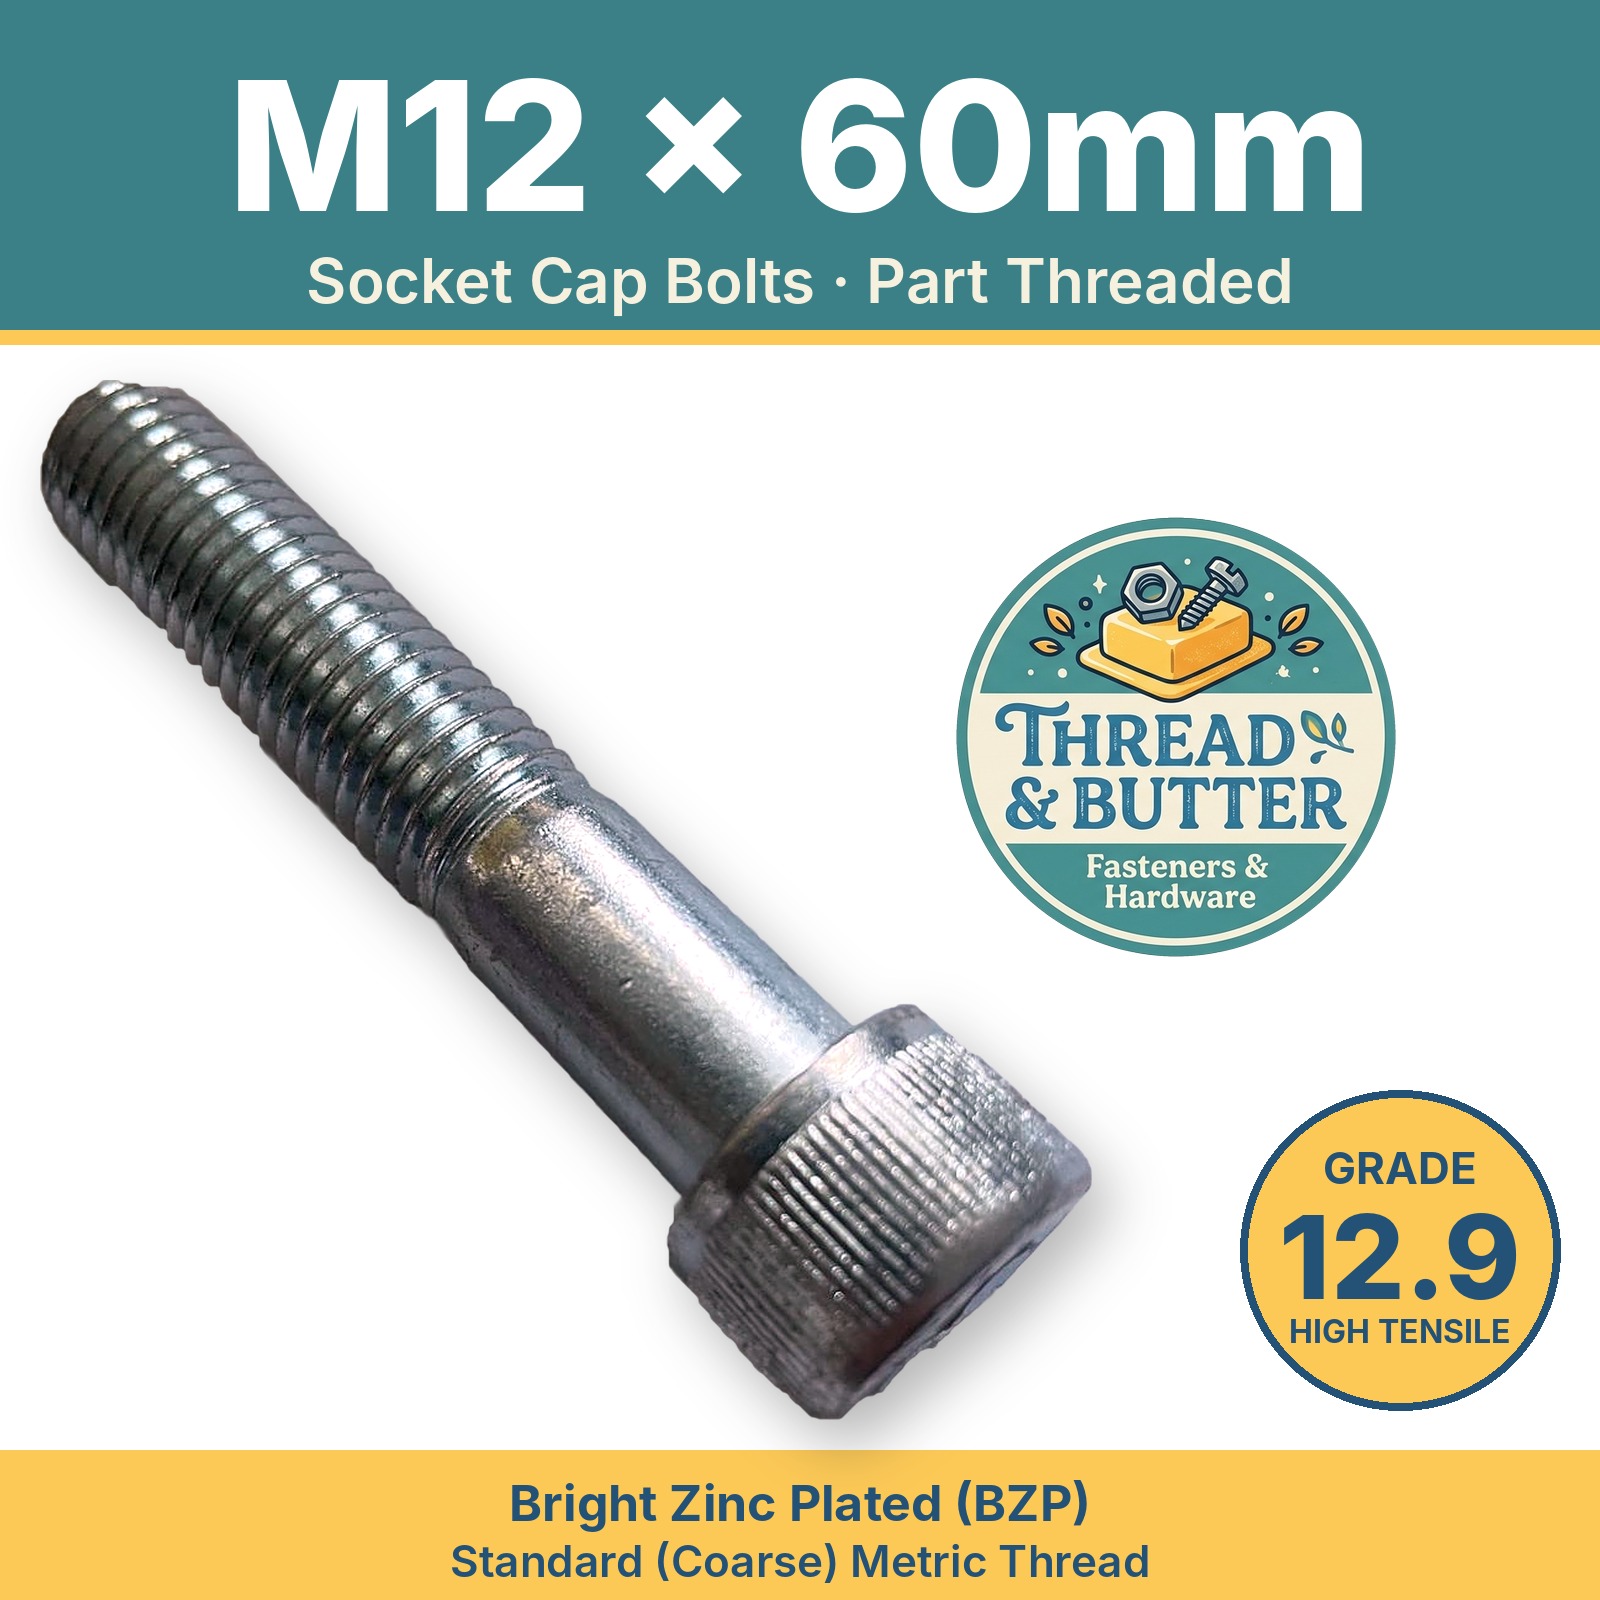 M12 × 60mm
Socket Cap Bolts · Part Threaded
THREAD
& BUTTER
Fasteners &
Hardware
GRADE
12.9
HIGH TENSILE
Bright Zinc Plated (BZP)
Standard (Coarse) Metric Thread